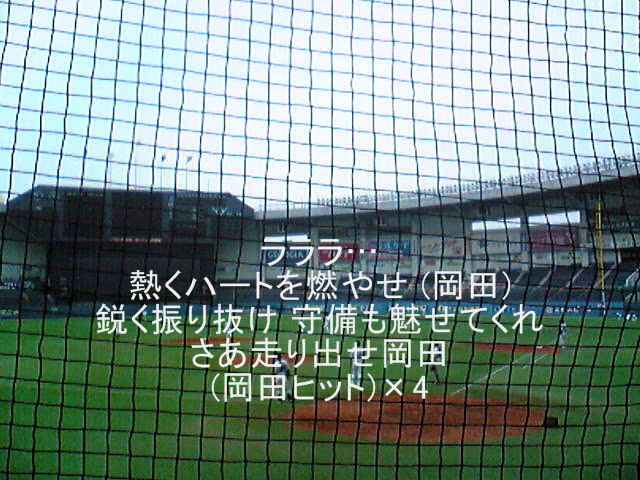 ラララ…
熱くハートを燃やせ (岡田)
鋭く振り抜け 守備も魅せてくれ
さあ走り出せ岡田
(岡田ヒット)×4
GEORGIA